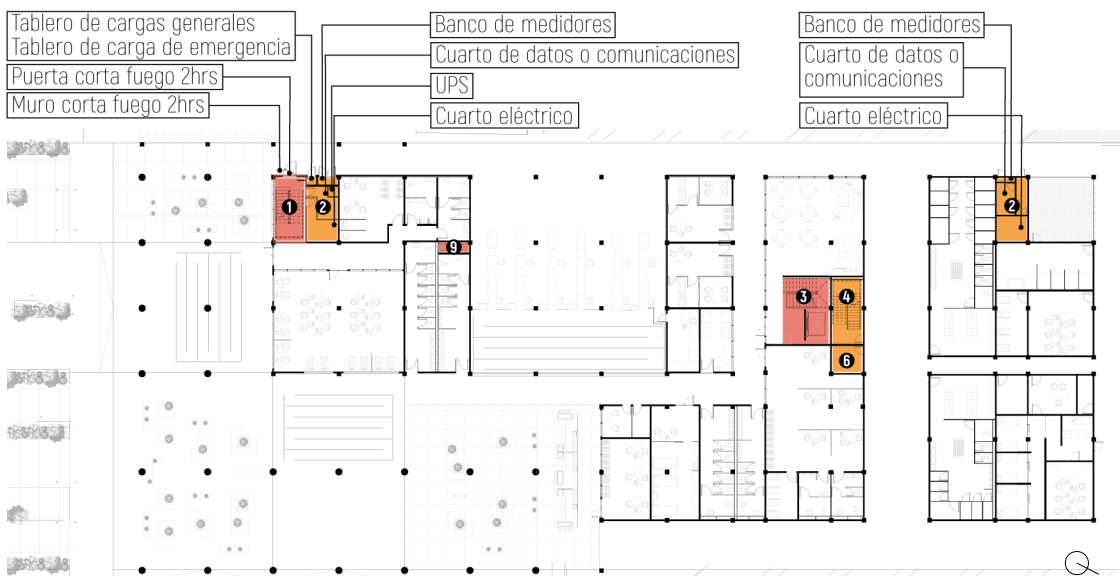 Tablero de cargas generales
Tablero de carga de emergencia
Puerta corta fuego 2hrs
Muro corta fuego 2hrs
Banco de medidores
Cuarto de datos o comunicaciones
UPS
Cuarto eléctrico
Banco de medidores
Cuarto de datos o
comunicaciones
Cuarto eléctrico
1
2
2
9
3
4
6